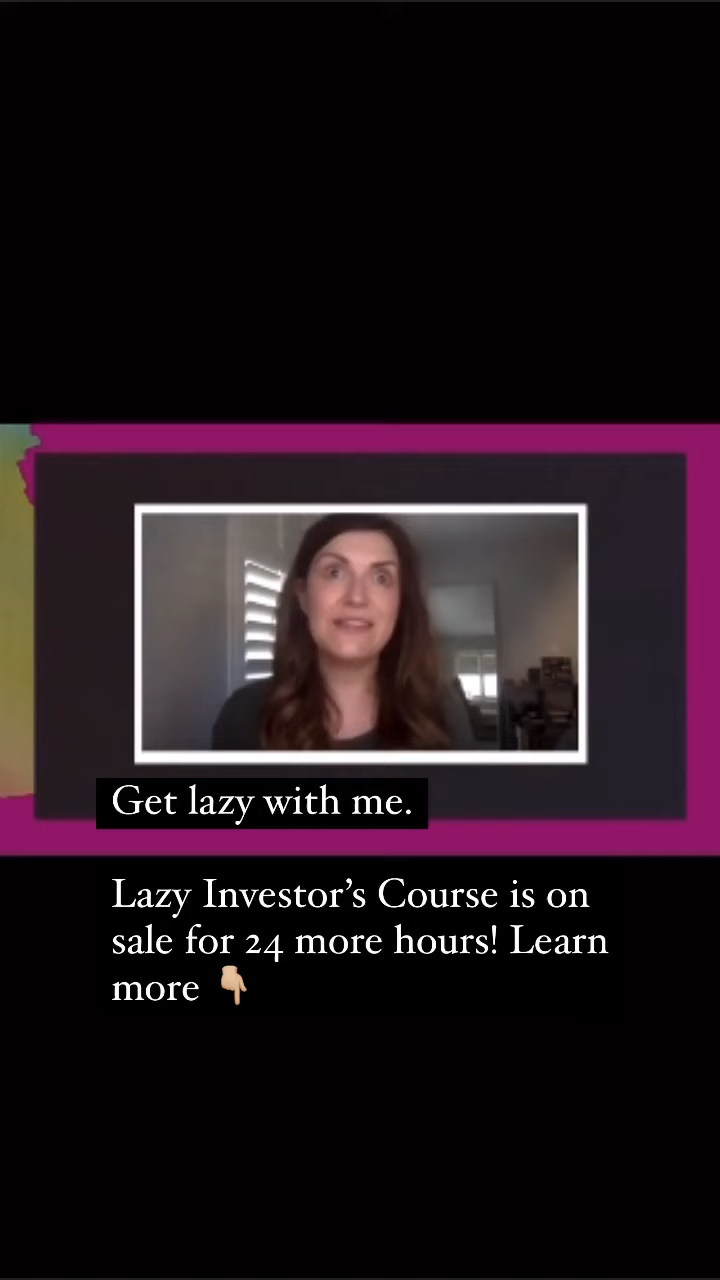 Get lazy with me.
Lazy Investor’s Course is on
sale for 24 more hours! Learn
more 👇🏼